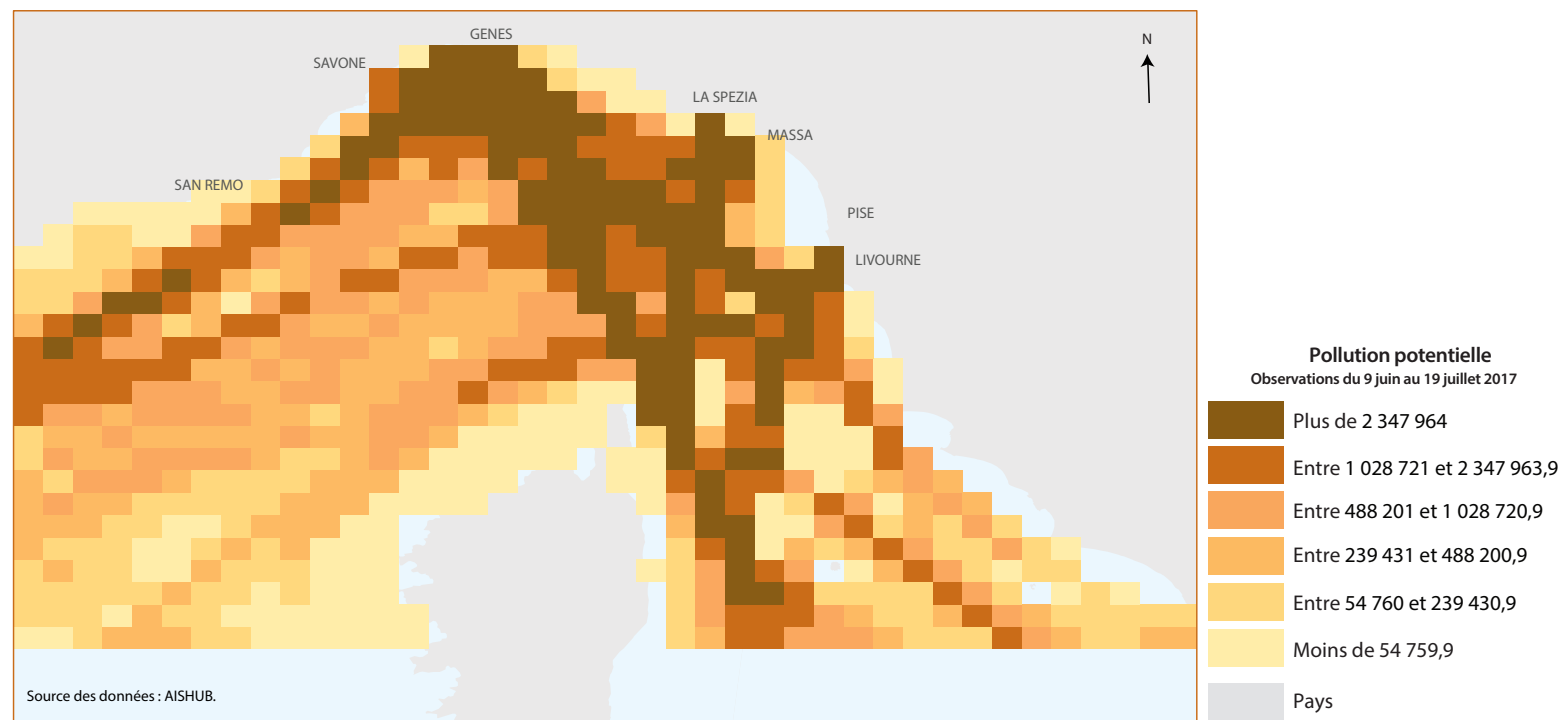 GENES
N
SAVONE
LA SPEZIA
MASSA
SAN REMO
PISE
LIVOURNE
Source des données : AISHUB.
Pollution potentielle
Observations du 9 juin au 19 juillet 2017
Plus de 2 347 964
Entre 1 028 721 et 2 347 963,9
Entre 488 201 et 1 028 720,9
Entre 239 431 et 488 200,9
Entre 54 760 et 239 430,9
Moins de 54 759,9
Pays